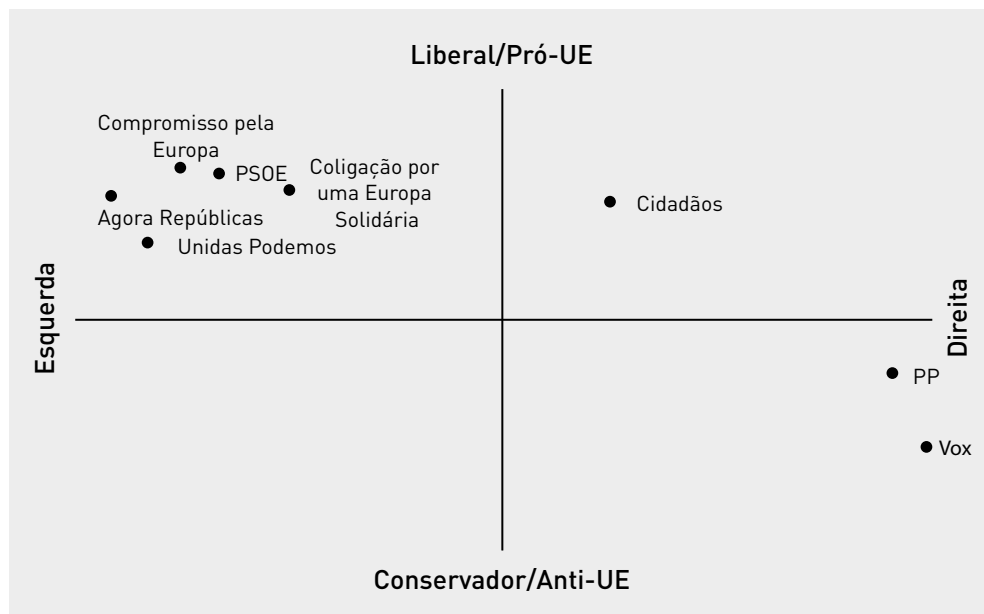 Liberal/Pró-UE
Compromisso pela
Europa
PSOE
Coligação por
uma Europa
Solidária
Cidadãos
Agora Repúblicas
Unidas Podemos
Esquerda
Direita
PP
Vox
Conservador/Anti-UE